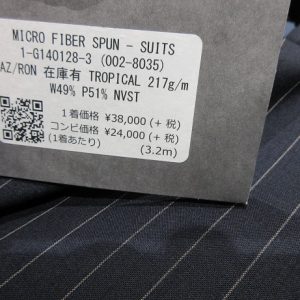 MICRO FIBER SPUN - SUITS
1-G140128-3 (002-8035)
AZ/RON 在庫有 TROPICAL 217g/m
W49% P51% NVST
1着価格 ¥38,000 (+ 税)
コンビ価格 ¥24,000 (+ 税)
(1着あたり) (3.2m)